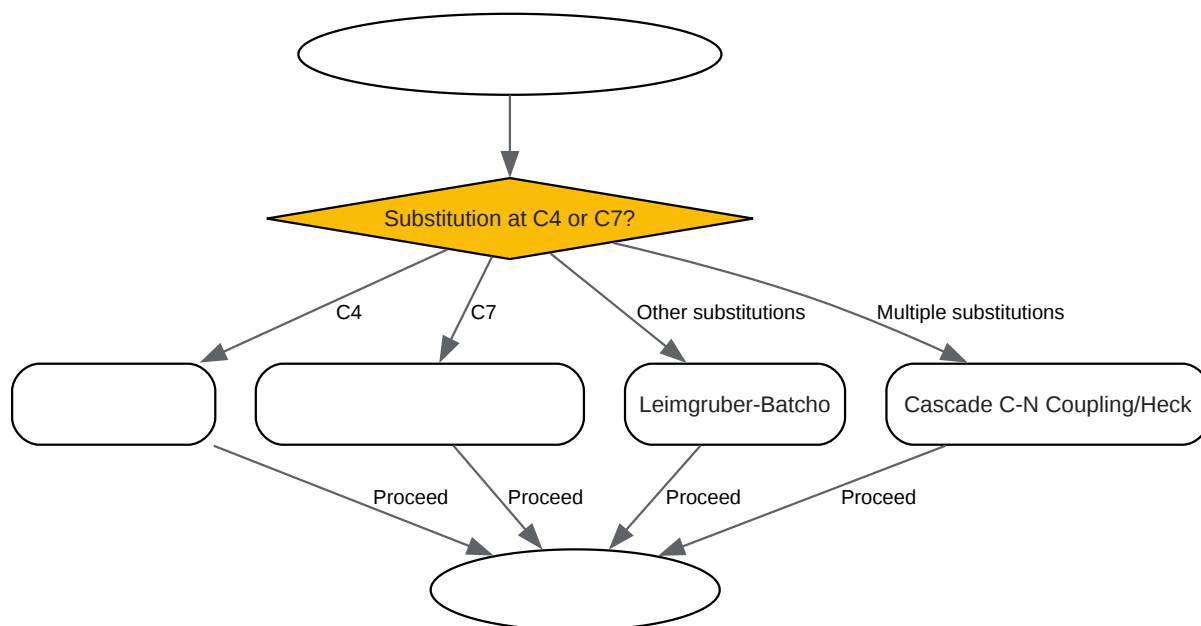 Substitution at C4 or C7?
C4
C7
Other substitutions
Multiple substitutions
Leimgruber-Batcho
Cascade C-N Coupling/Heck
Proceed
Proceed
Proceed
Proceed